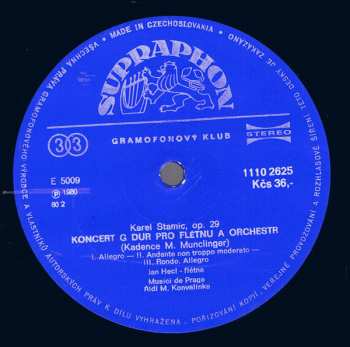 • MADE IN CZECHOSLOVAKIA •
VŠECHNA PRÁVA GRAMOFONOVÉHO VÝROBCE A VLASTNÍKŮ AUTORSKÝCH PRÁV K DÍLU VYHRAŽENA. POŘIZOVÁNÍ KOPIÍ, VEŘEJNÉ PROVOZOVÁNÍ A ROZHLASOVÉ ŠÍŘENÍ TÉTO DESKY JE ZAKÁZÁNO
SUPRAPHON
GRAMOFONOVÝ KLUB
33
STEREO
E 5009
1110 2625
℗ 1980
Kčs 36,-
80 2
Karel Stamic, op. 29
KONCERT G DUR PRO FLÉTNU A ORCHESTR
(Kadence M. Munclinger)
I. Allegro — II. Andante non troppo moderato —
III. Rondo. Allegro
Jan Hecl - flétna
Musici de Praga
Řídí M. Konvalinka